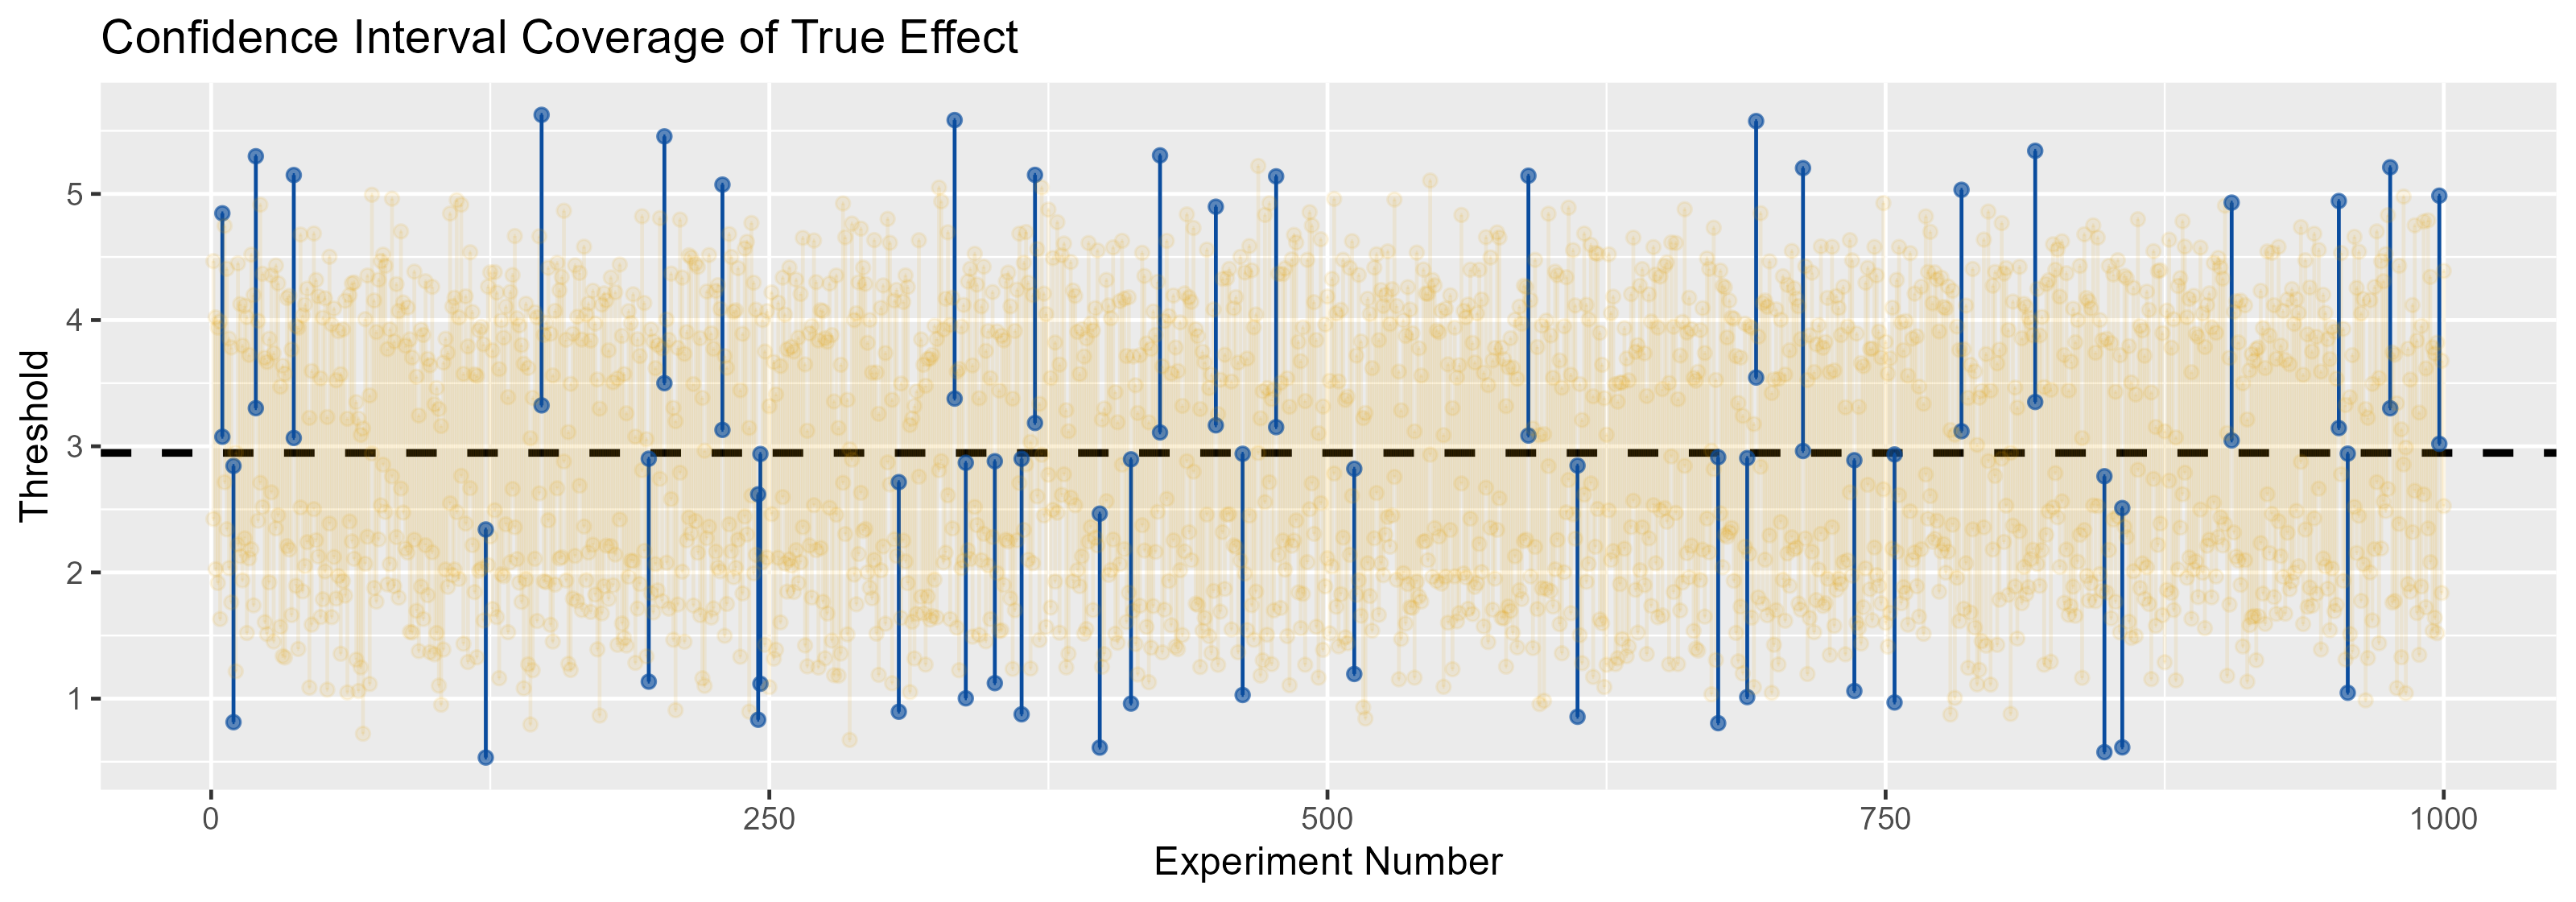 Confidence Interval Coverage of True Effect
5
4
3
2
1
Threshold
0 250 500 750 1000
Experiment Number